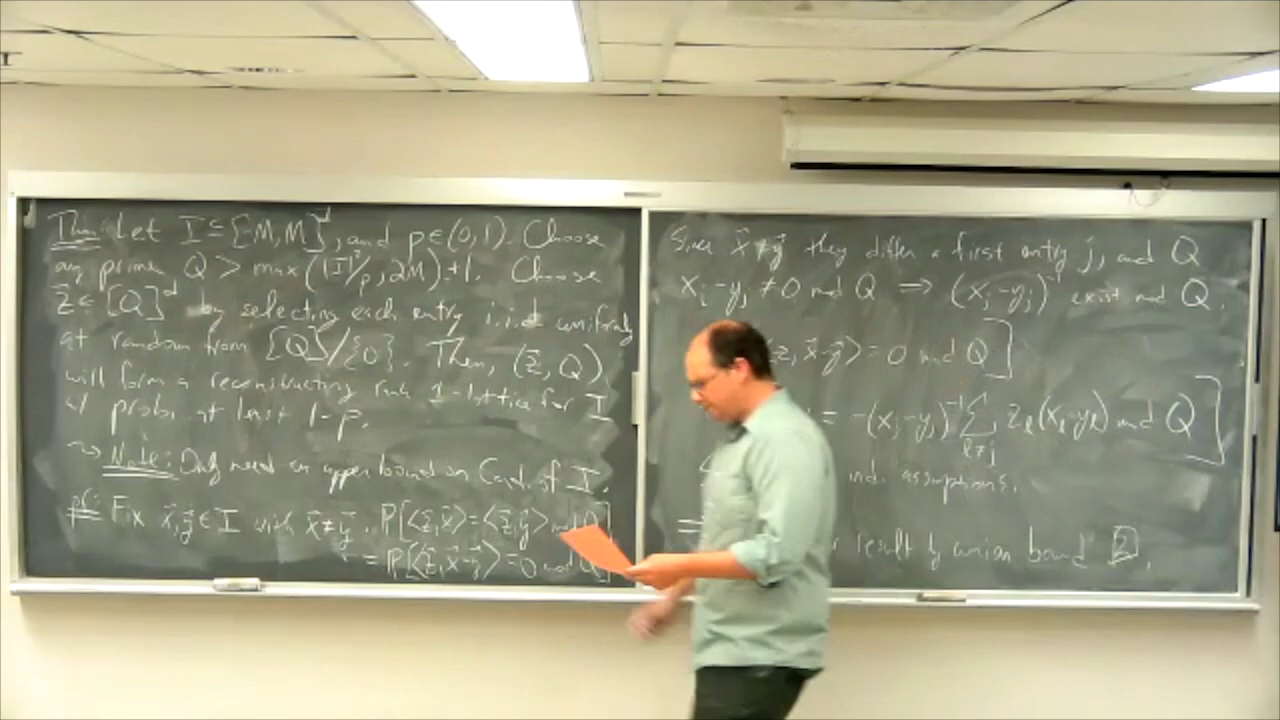 Thm: Let I ⊆ [-M,M]^d, and p ∈ (0,1). Choose
any prime Q > max(|I|²/p, 2M)+1. Choose
z⃗ ∈ [Q]^d by selecting each entry i.i.d uniformly
at random from [Q]/{0}. Then, (z⃗, Q)
will form a reconstructing rank 1-lattice for I
w/ prob. at least 1-p.
~> Note: Only need an upper bound on Card. of I.
pf: Fix x⃗,y⃗ ∈ I with x⃗≠y⃗. P[<z⃗,x⃗>=<z⃗,y⃗> mod Q]
= P[<z⃗,x⃗-y⃗>=0 mod Q]
Since x⃗≠y⃗ they differ a first entry j, and Q
x_j-y_j ≠0 mod Q ⟹ (x_j-y_j)^{-1} exist mod Q.
z⃗,x⃗-y⃗>=0 mod Q]
= -(x_j-y_j)^{-1} ∑_{ℓ≠j} z_ℓ(x_ℓ-y_ℓ) mod Q]
ind. assumptions.
⟹ result by union bound